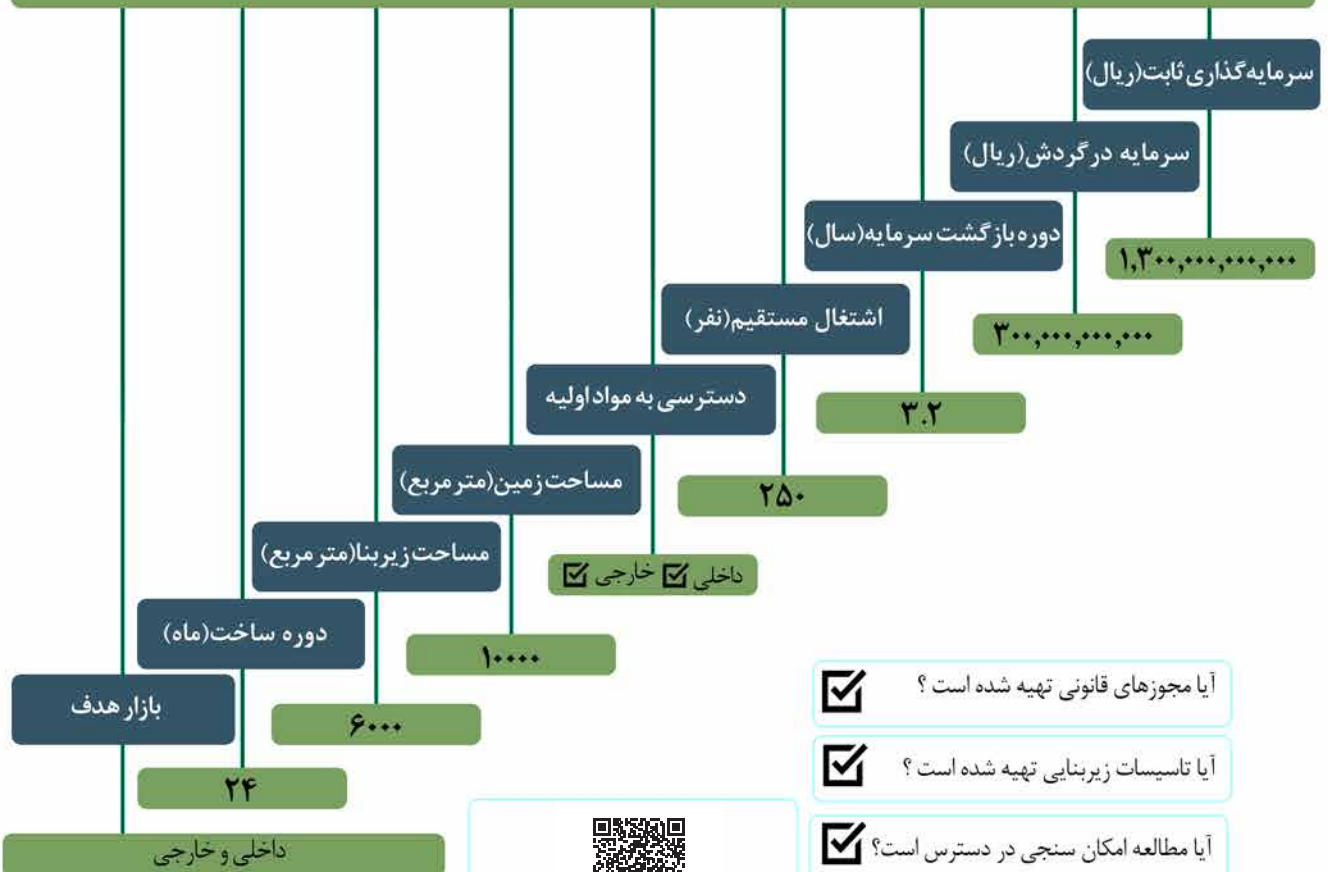 سرمایه‌گذاری ثابت(ریال)
۱,۳۰۰,۰۰۰,۰۰۰,۰۰۰
سرمایه در گردش(ریال)
۳۰۰,۰۰۰,۰۰۰,۰۰۰
دوره بازگشت سرمایه(سال)
۳.۲
اشتغال مستقیم(نفر)
۲۵۰
دسترسی به مواد اولیه
داخلی ☑ خارجی ☑
مساحت زمین(متر مربع)
۱۰۰۰۰
مساحت زیربنا(متر مربع)
۶۰۰۰
دوره ساخت(ماه)
۲۴
بازار هدف
داخلی و خارجی
آیا مجوزهای قانونی تهیه شده است ؟ ☑
آیا تاسیسات زیربنایی تهیه شده است ؟ ☑
آیا مطالعه امکان سنجی در دسترس است؟ ☑